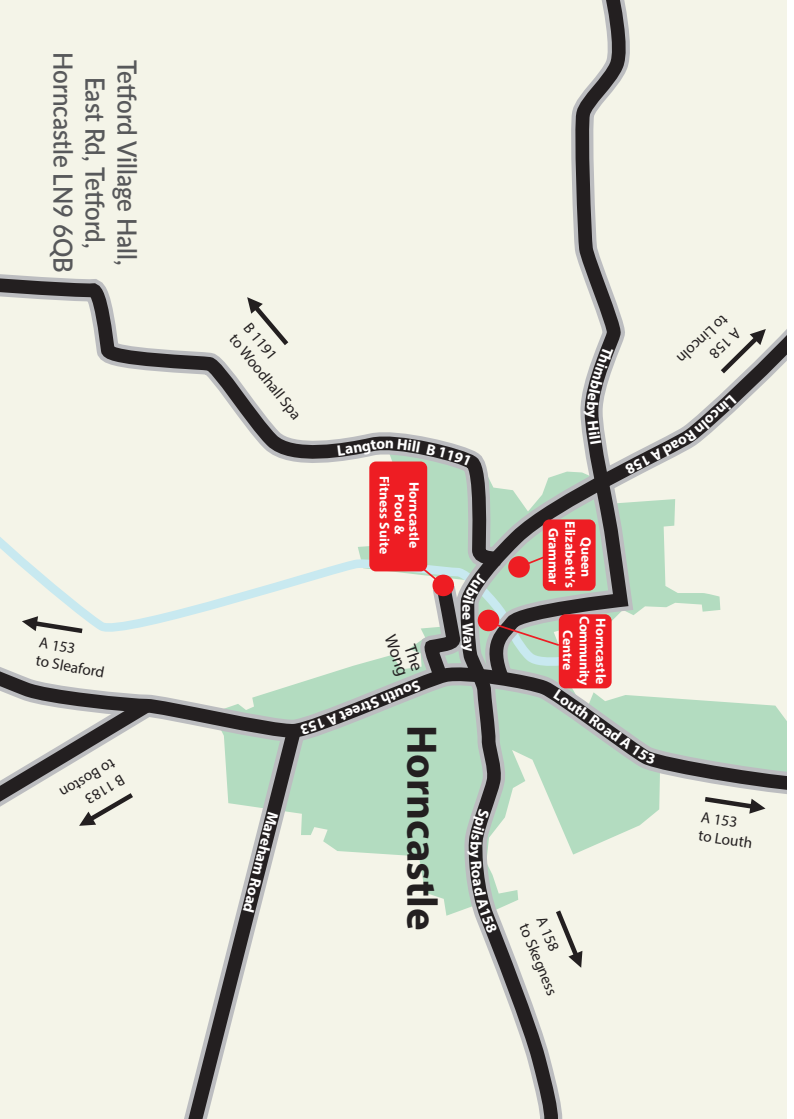 Tetford Village Hall,
East Rd, Tetford,
Horncastle LN9 6QB
B 1191
to Woodhall Spa
Thimbleby Hill
A 158
to Lincoln
Lincoln Road A 158
Langton Hill B 1191
Horncastle
Pool &
Fitness Suite
Queen
Elizabeth's
Grammar
Horncastle
Community
Centre
Jubilee Way
The
Wong
A 153
to Sleaford
South Street A 153
Louth Road A 153
Horncastle
B 1183
to Boston
A 153
to Louth
Mareham Road
Spilsby Road A158
A 158
to Skegness